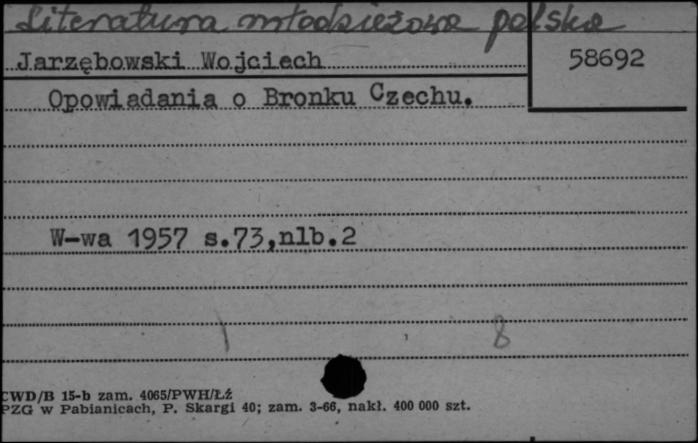 Literatura młodzieżowa polska
Jarzębowski Wojciech
58692
Opowiadania o Bronku Czechu.
W-wa 1957 s.73,nlb.2
8
CWD/B 15-b zam. 4065/PWH/Łź
PZG w Pabianicach, P. Skargi 40; zam. 3-66, nakł. 400 000 szt.